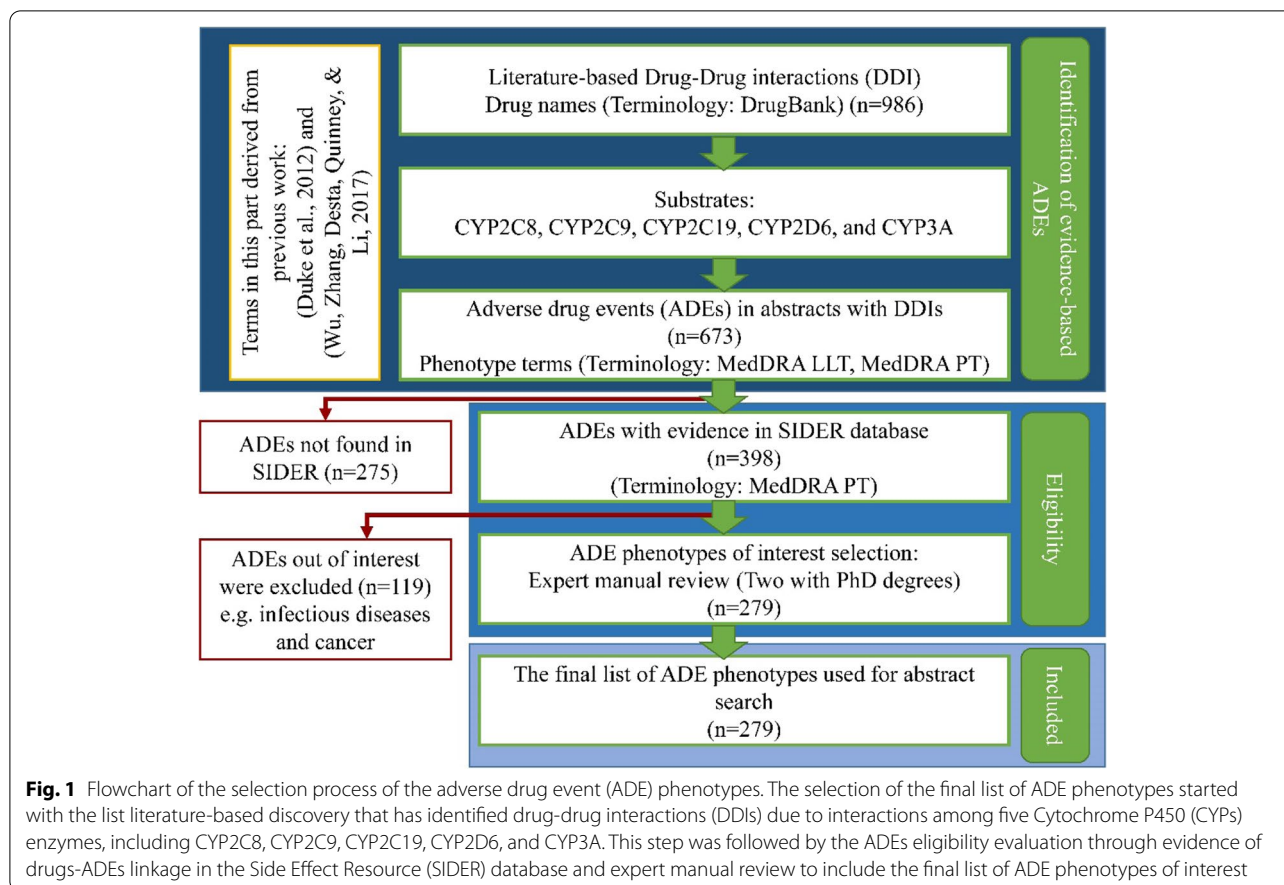 Terms in this part derived from
previous work:
(Duke et al., 2012) and
(Wu, Zhang, Desta, Quinney, &
Li, 2017)
Literature-based Drug-Drug interactions (DDI)
Drug names (Terminology: DrugBank) (n=986)
Substrates:
CYP2C8, CYP2C9, CYP2C19, CYP2D6, and CYP3A
Adverse drug events (ADEs) in abstracts with DDIs
(n=673)
Phenotype terms (Terminology: MedDRA LLT, MedDRA PT)
Identification of evidence-based
ADEs
ADEs not found in
SIDER (n=275)
ADEs with evidence in SIDER database
(n=398)
(Terminology: MedDRA PT)
ADEs out of interest
were excluded (n=119)
e.g. infectious diseases
and cancer
ADE phenotypes of interest selection:
Expert manual review (Two with PhD degrees)
(n=279)
Eligibility
The final list of ADE phenotypes used for abstract
search
(n=279)
Included
Fig. 1 Flowchart of the selection process of the adverse drug event (ADE) phenotypes. The selection of the final list of ADE phenotypes started
with the list literature-based discovery that has identified drug-drug interactions (DDIs) due to interactions among five Cytochrome P450 (CYPs)
enzymes, including CYP2C8, CYP2C9, CYP2C19, CYP2D6, and CYP3A. This step was followed by the ADEs eligibility evaluation through evidence of
drugs-ADEs linkage in the Side Effect Resource (SIDER) database and expert manual review to include the final list of ADE phenotypes of interest